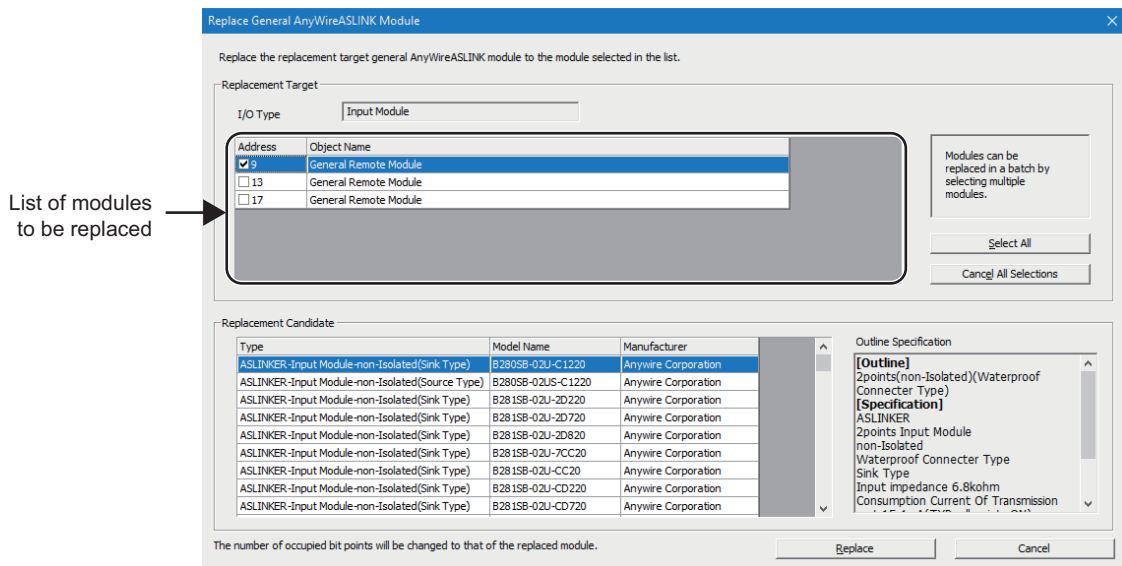 Replace General AnyWireASLINK Module
Replace the replacement target general AnyWireASLINK module to the module selected in the list.
Replacement Target
I/O Type
Input Module
Address Object Name
9 General Remote Module
13 General Remote Module
17 General Remote Module
List of modules
to be replaced
Modules can be
replaced in a batch by
selecting multiple
modules.
Select All
Cancel All Selections
Replacement Candidate
Type Model Name Manufacturer
ASLINKER-Input Module-non-Isolated(Sink Type) B280SB-02U-C1220 Anywire Corporation
ASLINKER-Input Module-non-Isolated(Source Type) B280SB-02US-C1220 Anywire Corporation
ASLINKER-Input Module-non-Isolated(Sink Type) B281SB-02U-2D220 Anywire Corporation
ASLINKER-Input Module-non-Isolated(Sink Type) B281SB-02U-2D720 Anywire Corporation
ASLINKER-Input Module-non-Isolated(Sink Type) B281SB-02U-2D820 Anywire Corporation
ASLINKER-Input Module-non-Isolated(Sink Type) B281SB-02U-7CC20 Anywire Corporation
ASLINKER-Input Module-non-Isolated(Sink Type) B281SB-02U-CC20 Anywire Corporation
ASLINKER-Input Module-non-Isolated(Sink Type) B281SB-02U-CD220 Anywire Corporation
ASLINKER-Input Module-non-Isolated(Sink Type) B281SB-02U-CD720 Anywire Corporation
Outline Specification
[Outline]
2points(non-Isolated)(Waterproof
Connecter Type)
[Specification]
ASLINKER
2points Input Module
non-Isolated
Waterproof Connecter Type
Sink Type
Input impedance 6.8kohm
Consumption Current Of Transmission
The number of occupied bit points will be changed to that of the replaced module.
Replace
Cancel